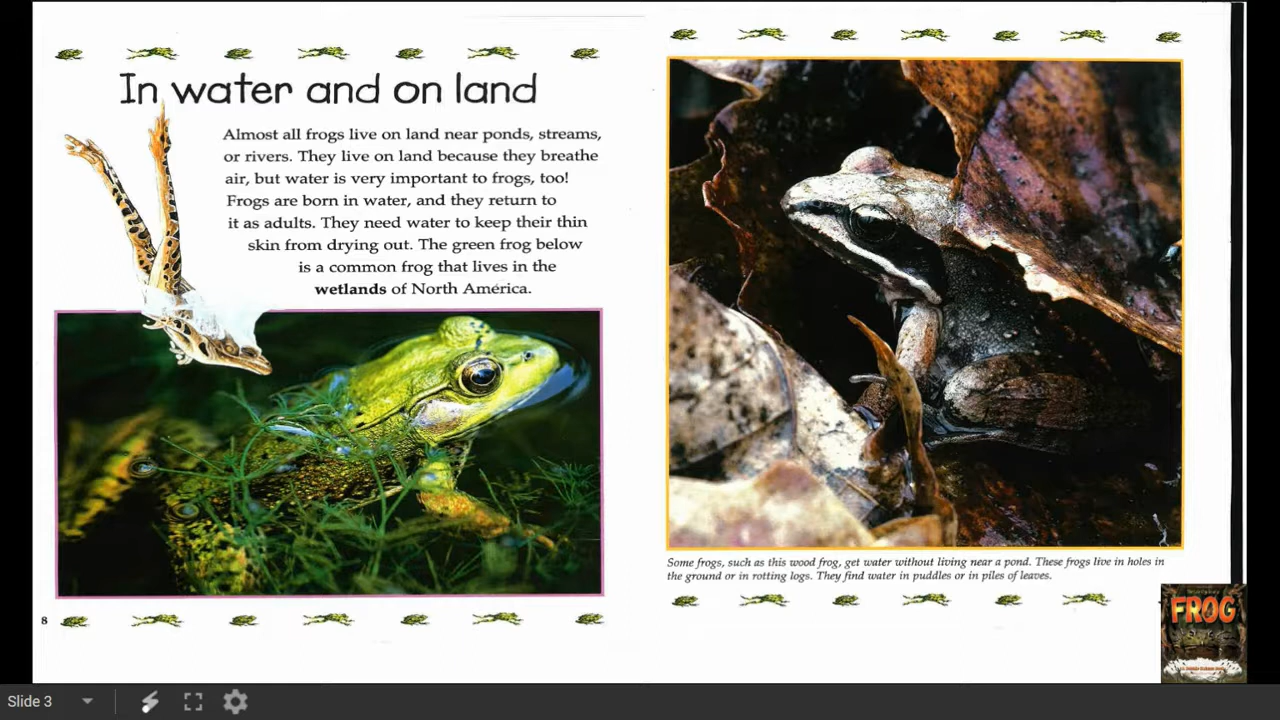 In water and on land
Almost all frogs live on land near ponds, streams,
or rivers. They live on land because they breathe
air, but water is very important to frogs, too!
Frogs are born in water, and they return to
it as adults. They need water to keep their thin
skin from drying out. The green frog below
is a common frog that lives in the
wetlands of North America.
8
Some frogs, such as this wood frog, get water without living near a pond. These frogs live in holes in
the ground or in rotting logs. They find water in puddles or in piles of leaves.
FROG
Slide 3